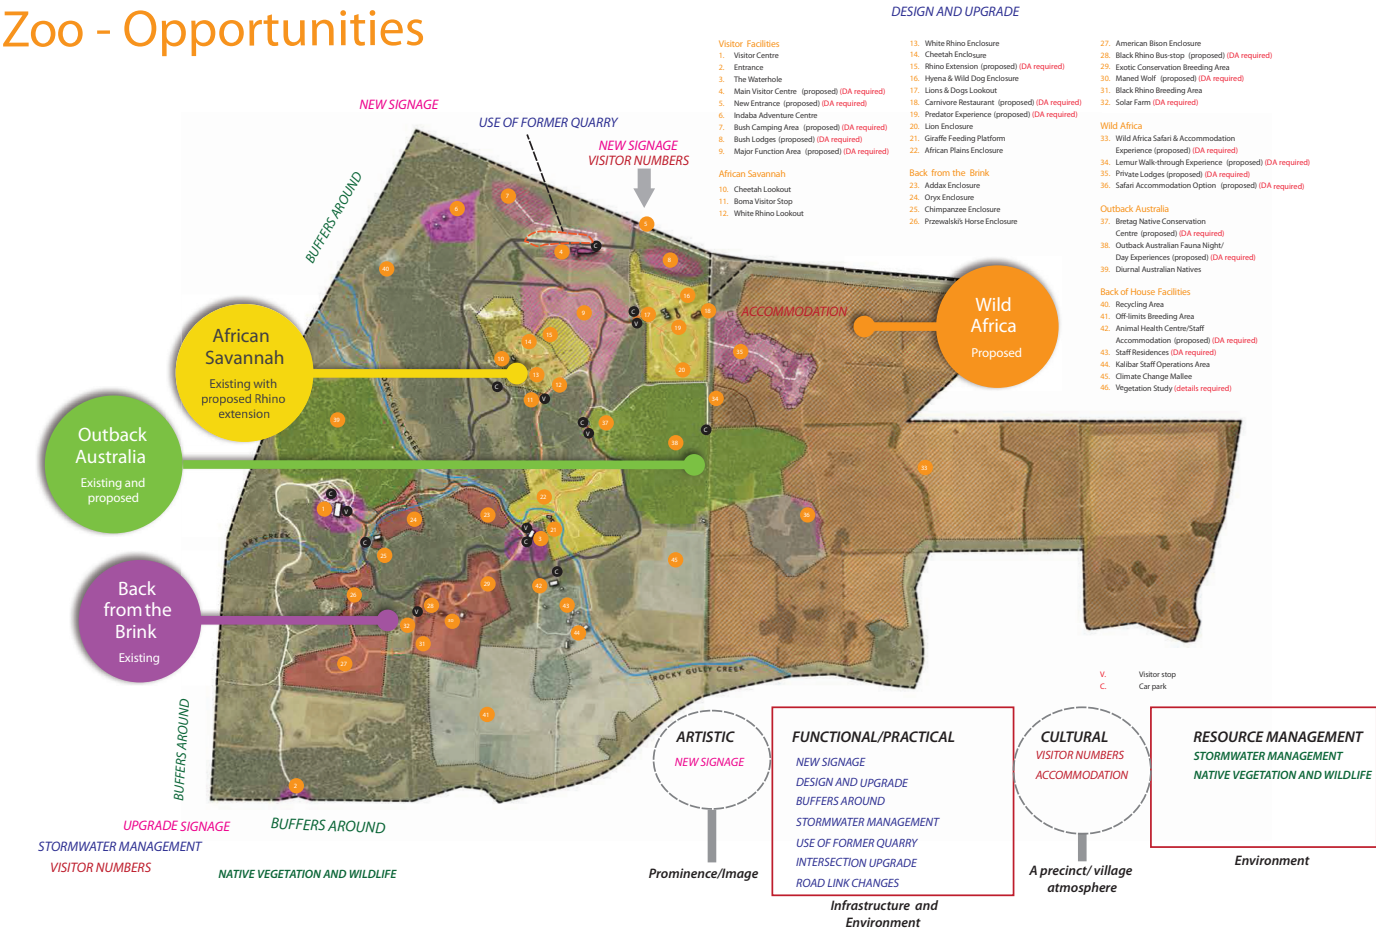 Zoo - Opportunities
DESIGN AND UPGRADE
NEW SIGNAGE
USE OF FORMER QUARRY
NEW SIGNAGE
VISITOR NUMBERS
BUFFERS AROUND
Visitor Facilities
1. Visitor Centre
2. Entrance
3. The Waterhole
4. Main Visitor Centre (proposed) (DA required)
5. New Entrance (proposed) (DA required)
6. Indaba Adventure Centre
7. Bush Camping Area (proposed) (DA required)
8. Bush Lodges (proposed) (DA required)
9. Major Function Area (proposed) (DA required)
African Savannah
10. Cheetah Lookout
11. Boma Visitor Stop
12. White Rhino Lookout
13. White Rhino Enclosure
14. Cheetah Enclosure
15. Rhino Extension (proposed) (DA required)
16. Hyena & Wild Dog Enclosure
17. Lions & Dogs Lookout
18. Carnivore Restaurant (proposed) (DA required)
19. Predator Experience (proposed) (DA required)
20. Lion Enclosure
21. Giraffe Feeding Platform
22. African Plains Enclosure
Back from the Brink
23. Addax Enclosure
24. Oryx Enclosure
25. Chimpanzee Enclosure
26. Przewalski's Horse Enclosure
27. American Bison Enclosure
28. Black Rhino Bus-stop (proposed) (DA required)
29. Exotic Conservation Breeding Area
30. Maned Wolf (proposed) (DA required)
31. Black Rhino Breeding Area
32. Solar Farm (DA required)
Wild Africa
33. Wild Africa Safari & Accommodation
Experience (proposed) (DA required)
34. Lemur Walk-through Experience (proposed) (DA required)
35. Private Lodges (proposed) (DA required)
36. Safari Accommodation Option (proposed) (DA required)
Outback Australia
37. Bretag Native Conservation
Centre (proposed) (DA required)
38. Outback Australian Fauna Night/
Day Experiences (proposed) (DA required)
39. Diurnal Australian Natives
Back of House Facilities
40. Recycling Area
41. Off-limits Breeding Area
42. Animal Health Centre/Staff
Accommodation (proposed) (DA required)
43. Staff Residences (DA required)
44. Kalibar Staff Operations Area
45. Climate Change Mallee
46. Vegetation Study (details required)
ACCOMMODATION
Wild
Africa
Proposed
African
Savannah
Existing with
proposed Rhino
extension
Outback
Australia
Existing and
proposed
Back
from the
Brink
Existing
ROCKY GULLY CREEK
DRY CREEK
ROCKY GULLY CREEK
V. Visitor stop
C. Car park
BUFFERS AROUND
UPGRADE SIGNAGE
BUFFERS AROUND
STORMWATER MANAGEMENT
VISITOR NUMBERS
NATIVE VEGETATION AND WILDLIFE
ARTISTIC
NEW SIGNAGE
Prominence/Image
FUNCTIONAL/PRACTICAL
NEW SIGNAGE
DESIGN AND UPGRADE
BUFFERS AROUND
STORMWATER MANAGEMENT
USE OF FORMER QUARRY
INTERSECTION UPGRADE
ROAD LINK CHANGES
Infrastructure and
Environment
CULTURAL
VISITOR NUMBERS
ACCOMMODATION
A precinct/ village
atmosphere
RESOURCE MANAGEMENT
STORMWATER MANAGEMENT
NATIVE VEGETATION AND WILDLIFE
Environment